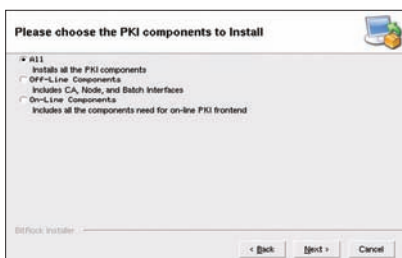 Please choose the PKI components to Install
All
Installs all the PKI components
Off-Line Components
Includes CA, Node, and Batch Interfaces
On-Line Components
Includes all the components need for on-line PKI frontend
BitRock Installer
< Back Next > Cancel